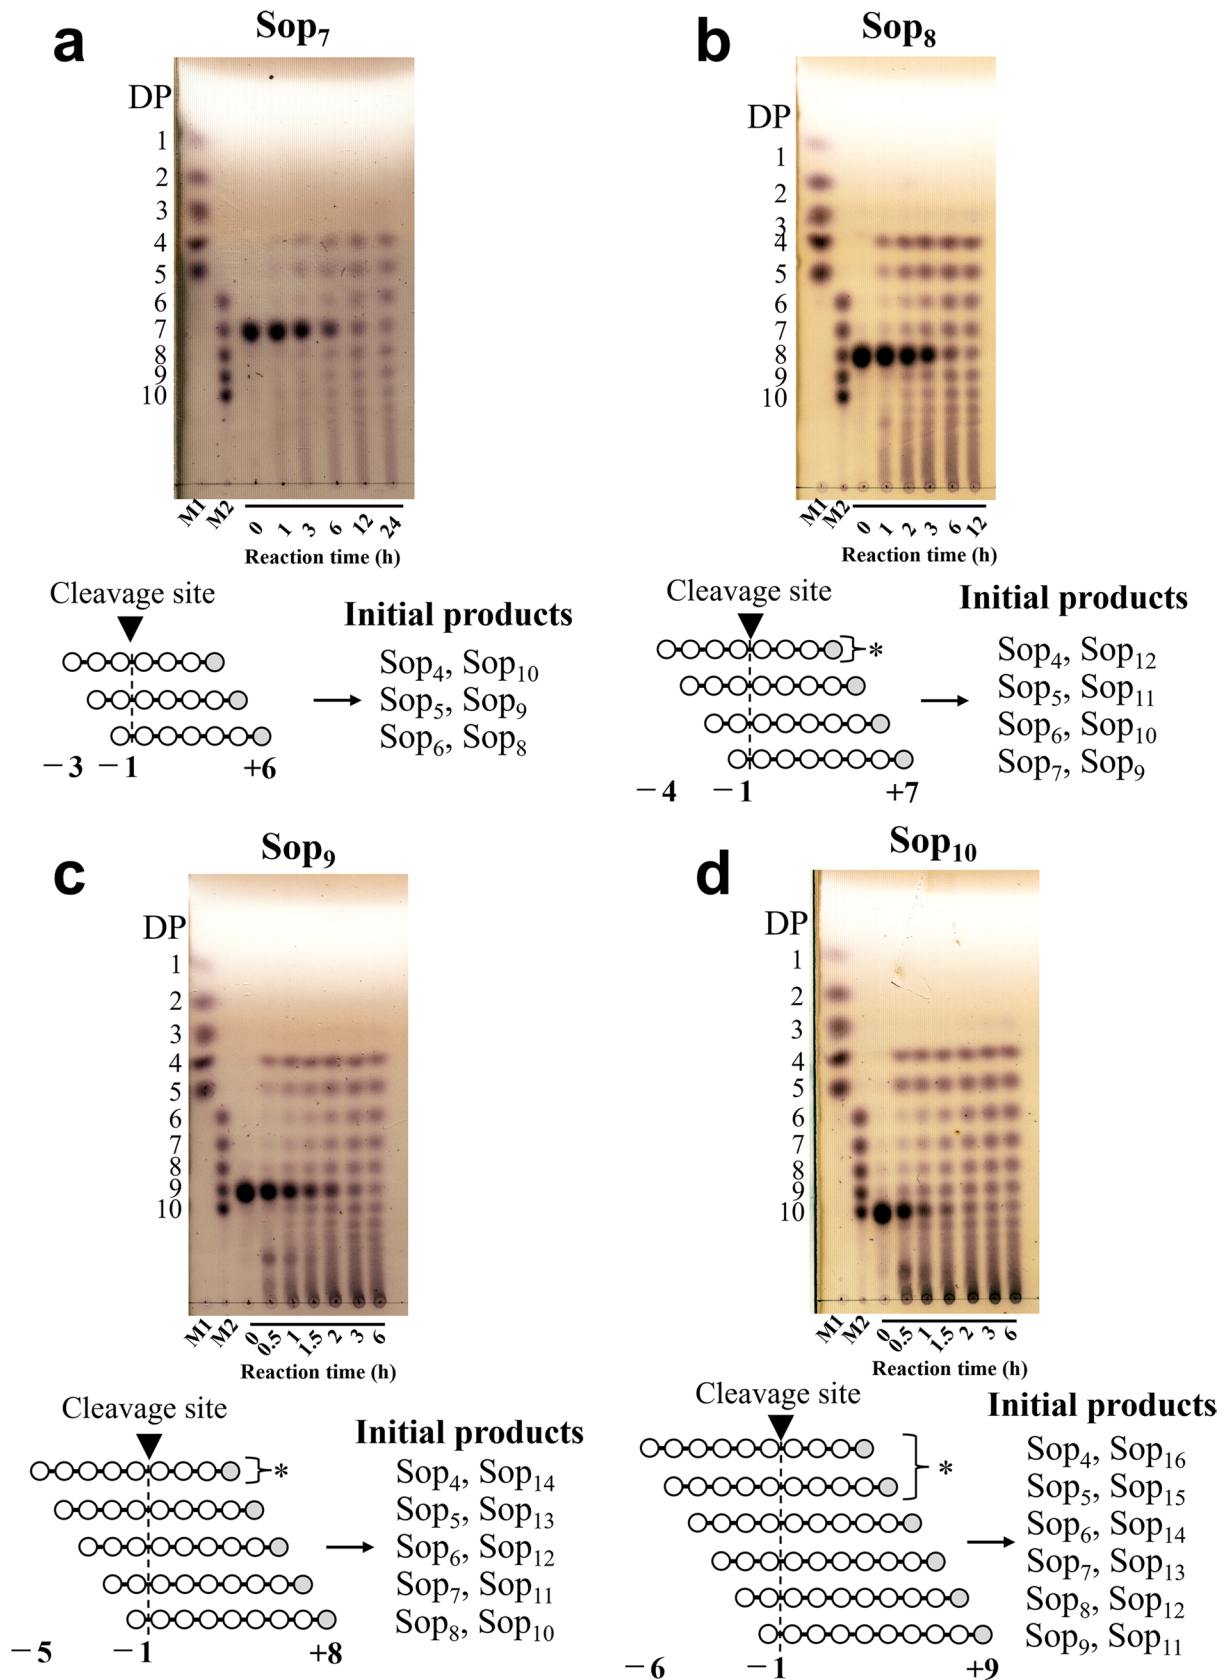 a
Sop7
DP
1
2
3
4
5
6
7
8
9
10
M1 M2 0 1 3 6 12 24
Reaction time (h)
Cleavage site
Initial products
Sop4, Sop10
Sop5, Sop9
Sop6, Sop8
−3 −1 +6
b
Sop8
DP
1
2
3
4
5
6
7
8
9
10
M1 M2 0 1 2 3 6 12
Reaction time (h)
Cleavage site
Initial products
*
Sop4, Sop12
Sop5, Sop11
Sop6, Sop10
Sop7, Sop9
−4 −1 +7
c
Sop9
DP
1
2
3
4
5
6
7
8
9
10
M1 M2 0 0.5 1 1.5 2 3 6
Reaction time (h)
Cleavage site
Initial products
*
Sop4, Sop14
Sop5, Sop13
Sop6, Sop12
Sop7, Sop11
Sop8, Sop10
−5 −1 +8
d
Sop10
DP
1
2
3
4
5
6
7
8
9
10
M1 M2 0 0.5 1 1.5 2 3 6
Reaction time (h)
Cleavage site
Initial products
*
Sop4, Sop16
Sop5, Sop15
Sop6, Sop14
Sop7, Sop13
Sop8, Sop12
Sop9, Sop11
−6 −1 +9